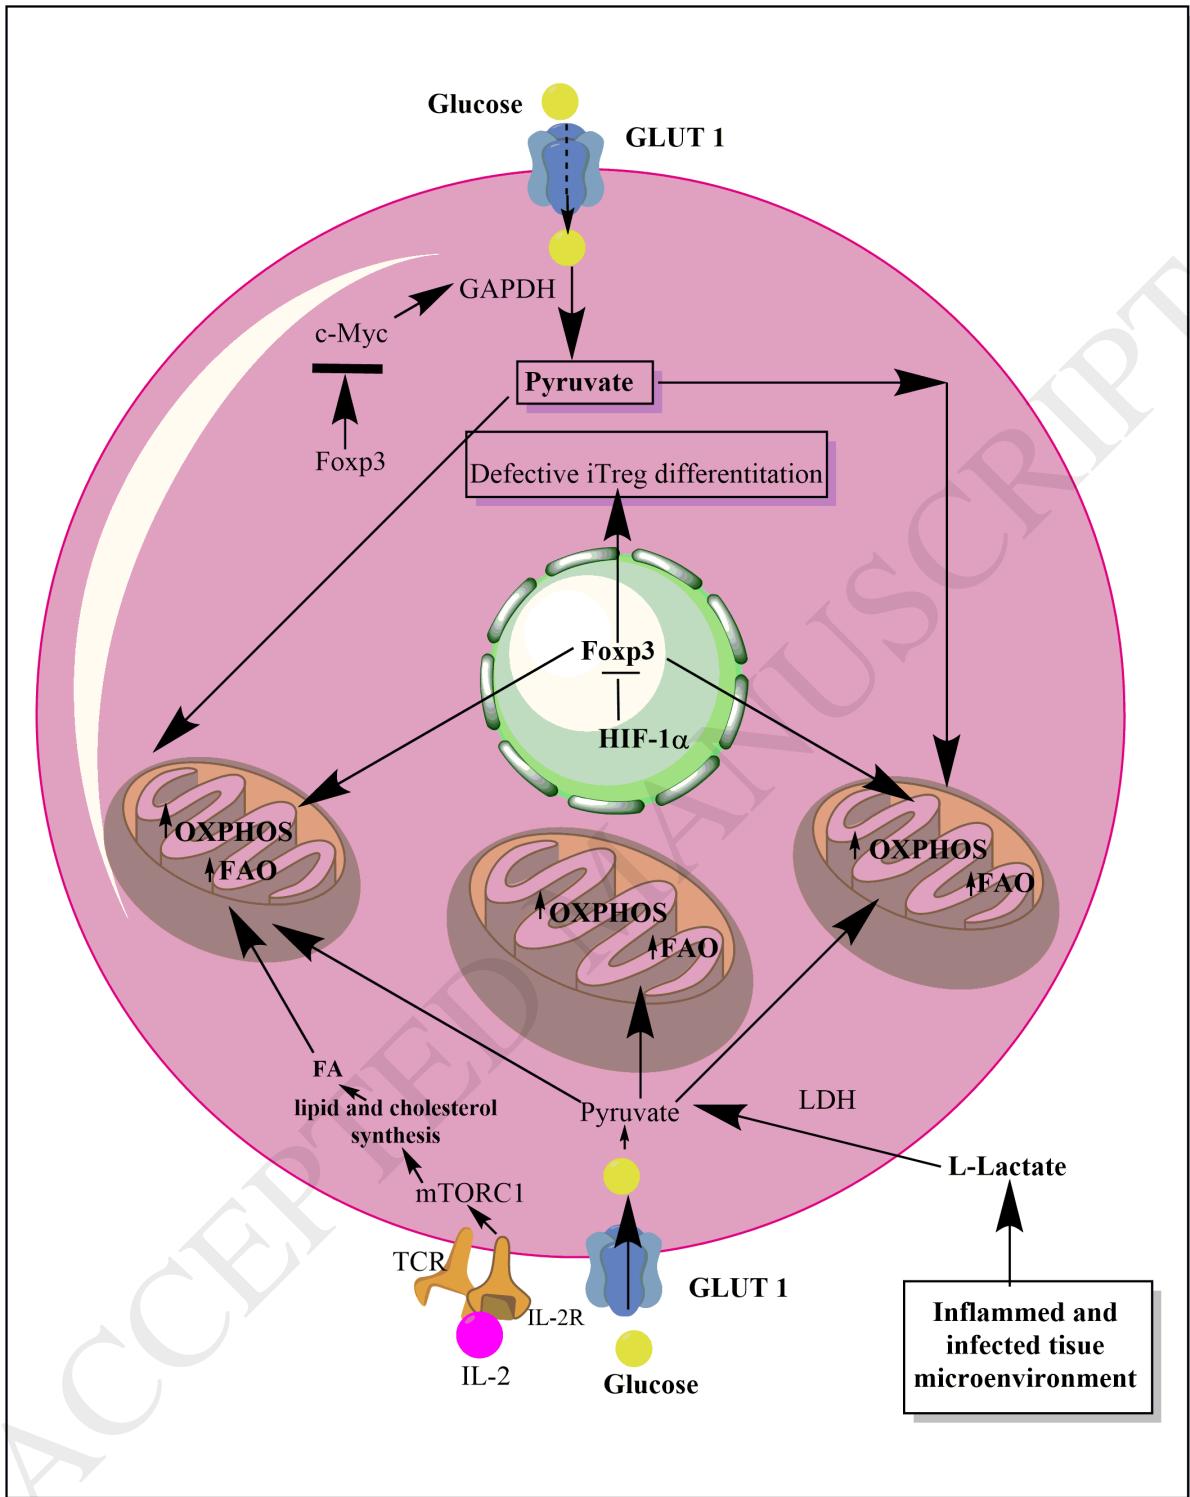 Glucose
GLUT 1
GAPDH
c-Myc
Pyruvate
Foxp3
Defective iTreg differentitation
Foxp3
HIF-1α
OXPHOS
FAO
OXPHOS
FAO
OXPHOS
FAO
FA
lipid and cholesterol
synthesis
Pyruvate
LDH
L-Lactate
mTORC1
TCR
IL-2R
IL-2
GLUT 1
Glucose
Inflammed and
infected tisue
microenvironment
ACCEPTED MANUSCRIPT